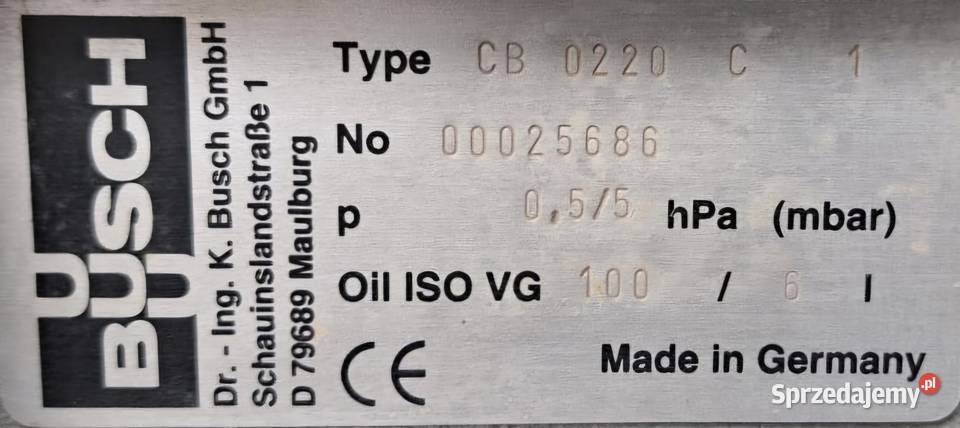 BUSCH
Dr. - Ing. K. Busch GmbH
Schauinslandstraße 1
D 79689 Maulburg
Type CB 0220 C 1
No 00025686
p 0,5/5 hPa (mbar)
Oil ISO VG 100 / 6 l
CE
Made in Germany
Sprzedajemy.pl